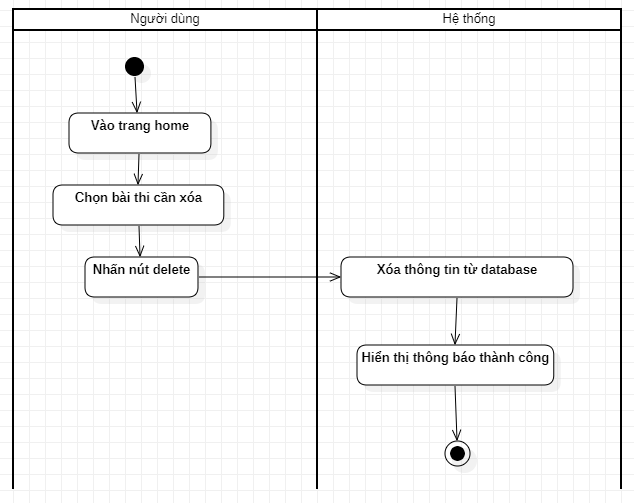 Người dùng
Hệ thống
Vào trang home
Chọn bài thi cần xóa
Nhấn nút delete
Xóa thông tin từ database
Hiển thị thông báo thành công